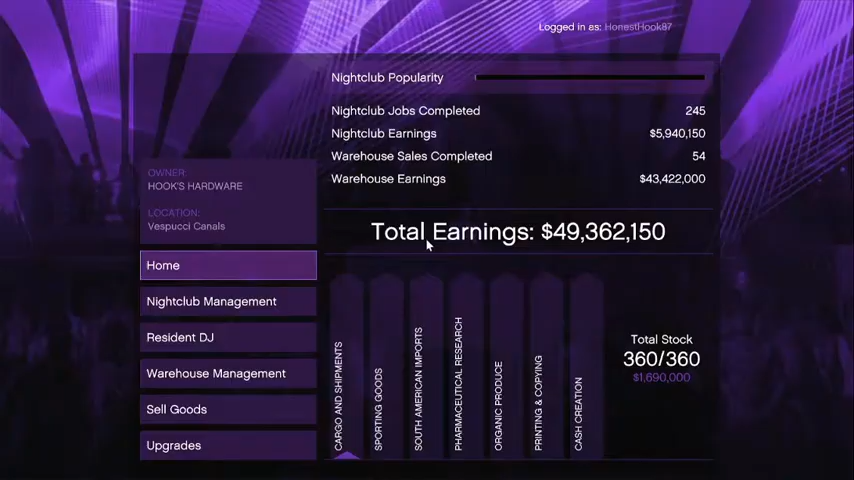 Logged in as: HonestHook87
Nightclub Popularity
Nightclub Jobs Completed 245
Nightclub Earnings $5,940,150
Warehouse Sales Completed 54
Warehouse Earnings $43,422,000
OWNER:
HOOK'S HARDWARE
LOCATION:
Vespucci Canals
Total Earnings: $49,362,150
Home
Nightclub Management
Resident DJ
Warehouse Management
Sell Goods
Upgrades
CARGO AND SHIPMENTS
SPORTING GOODS
SOUTH AMERICAN IMPORTS
PHARMACEUTICAL RESEARCH
ORGANIC PRODUCE
PRINTING & COPYING
CASH CREATION
Total Stock
360/360
$1,690,000